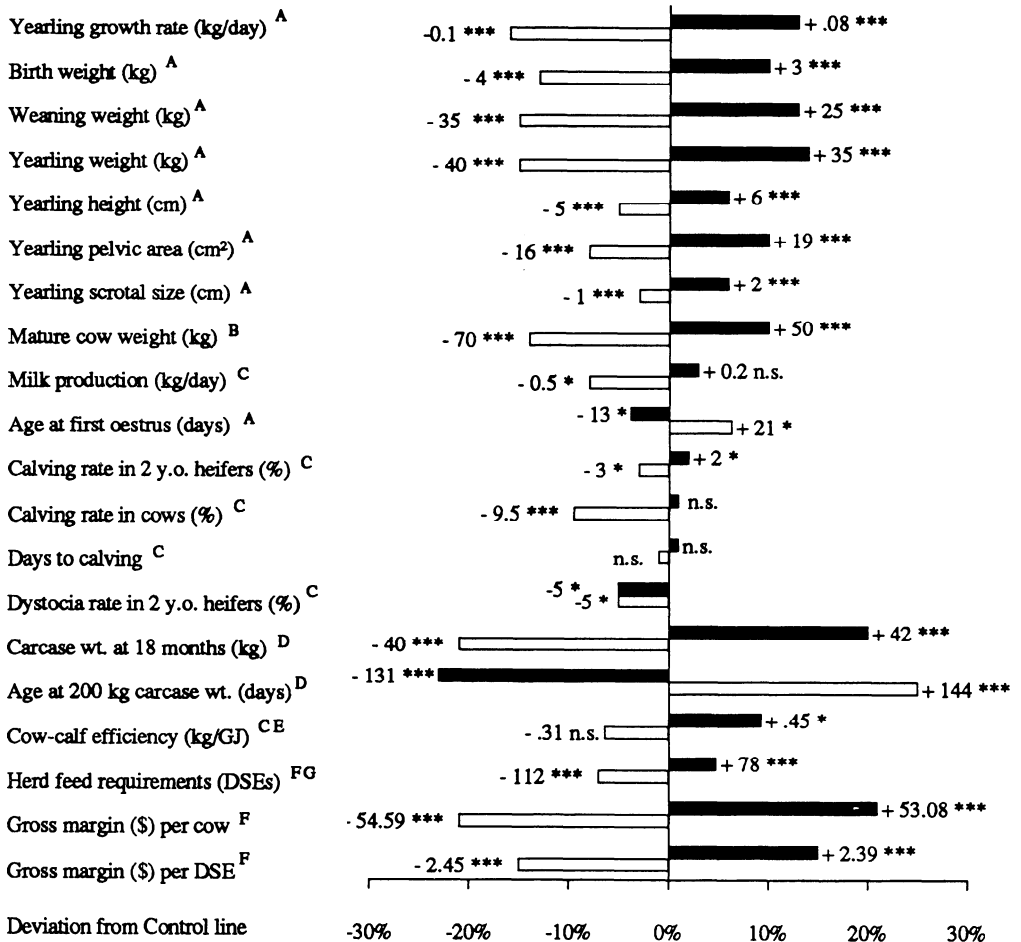 Yearling growth rate (kg/day) A -0.1 *** + .08 ***
Birth weight (kg) A - 4 *** + 3 ***
Weaning weight (kg) A - 35 *** + 25 ***
Yearling weight (kg) A - 40 *** + 35 ***
Yearling height (cm) A - 5 *** + 6 ***
Yearling pelvic area (cm²) A - 16 *** + 19 ***
Yearling scrotal size (cm) A - 1 *** + 2 ***
Mature cow weight (kg) B - 70 *** + 50 ***
Milk production (kg/day) C - 0.5 * + 0.2 n.s.
Age at first oestrus (days) A - 13 * + 21 *
Calving rate in 2 y.o. heifers (%) C - 3 * + 2 *
Calving rate in cows (%) C - 9.5 *** n.s.
Days to calving C n.s. n.s.
Dystocia rate in 2 y.o. heifers (%) C -5 * -5 *
Carcase wt. at 18 months (kg) D - 40 *** + 42 ***
Age at 200 kg carcase wt. (days) D - 131 *** + 144 ***
Cow-calf efficiency (kg/GJ) C E - .31 n.s. + .45 *
Herd feed requirements (DSEs) F G - 112 *** + 78 ***
Gross margin ($) per cow F - 54.59 *** + 53.08 ***
Gross margin ($) per DSE F - 2.45 *** + 2.39 ***
Deviation from Control line -30% -20% -10% 0% 10% 20% 30%